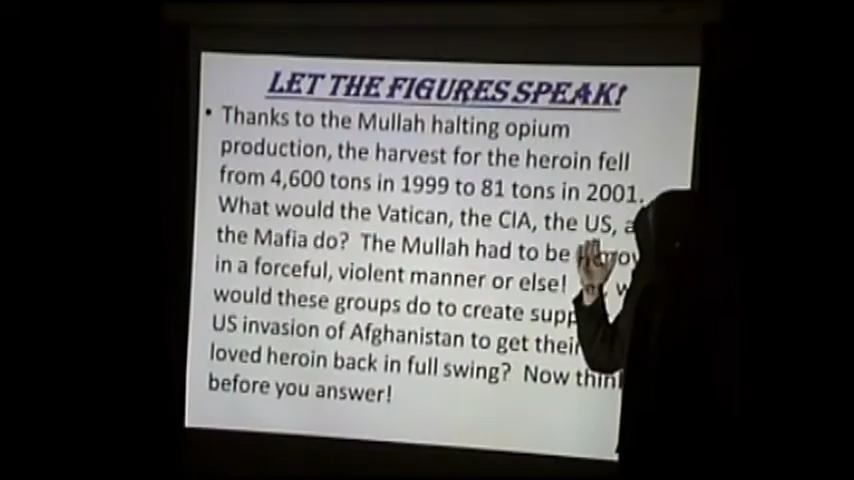 LET THE FIGURES SPEAK!
• Thanks to the Mullah halting opium
production, the harvest for the heroin fell
from 4,600 tons in 1999 to 81 tons in 2001.
What would the Vatican, the CIA, the US,
the Mafia do? The Mullah had to be
in a forceful, violent manner or else!
would these groups do to create supp
US invasion of Afghanistan to get their
loved heroin back in full swing? Now think
before you answer!